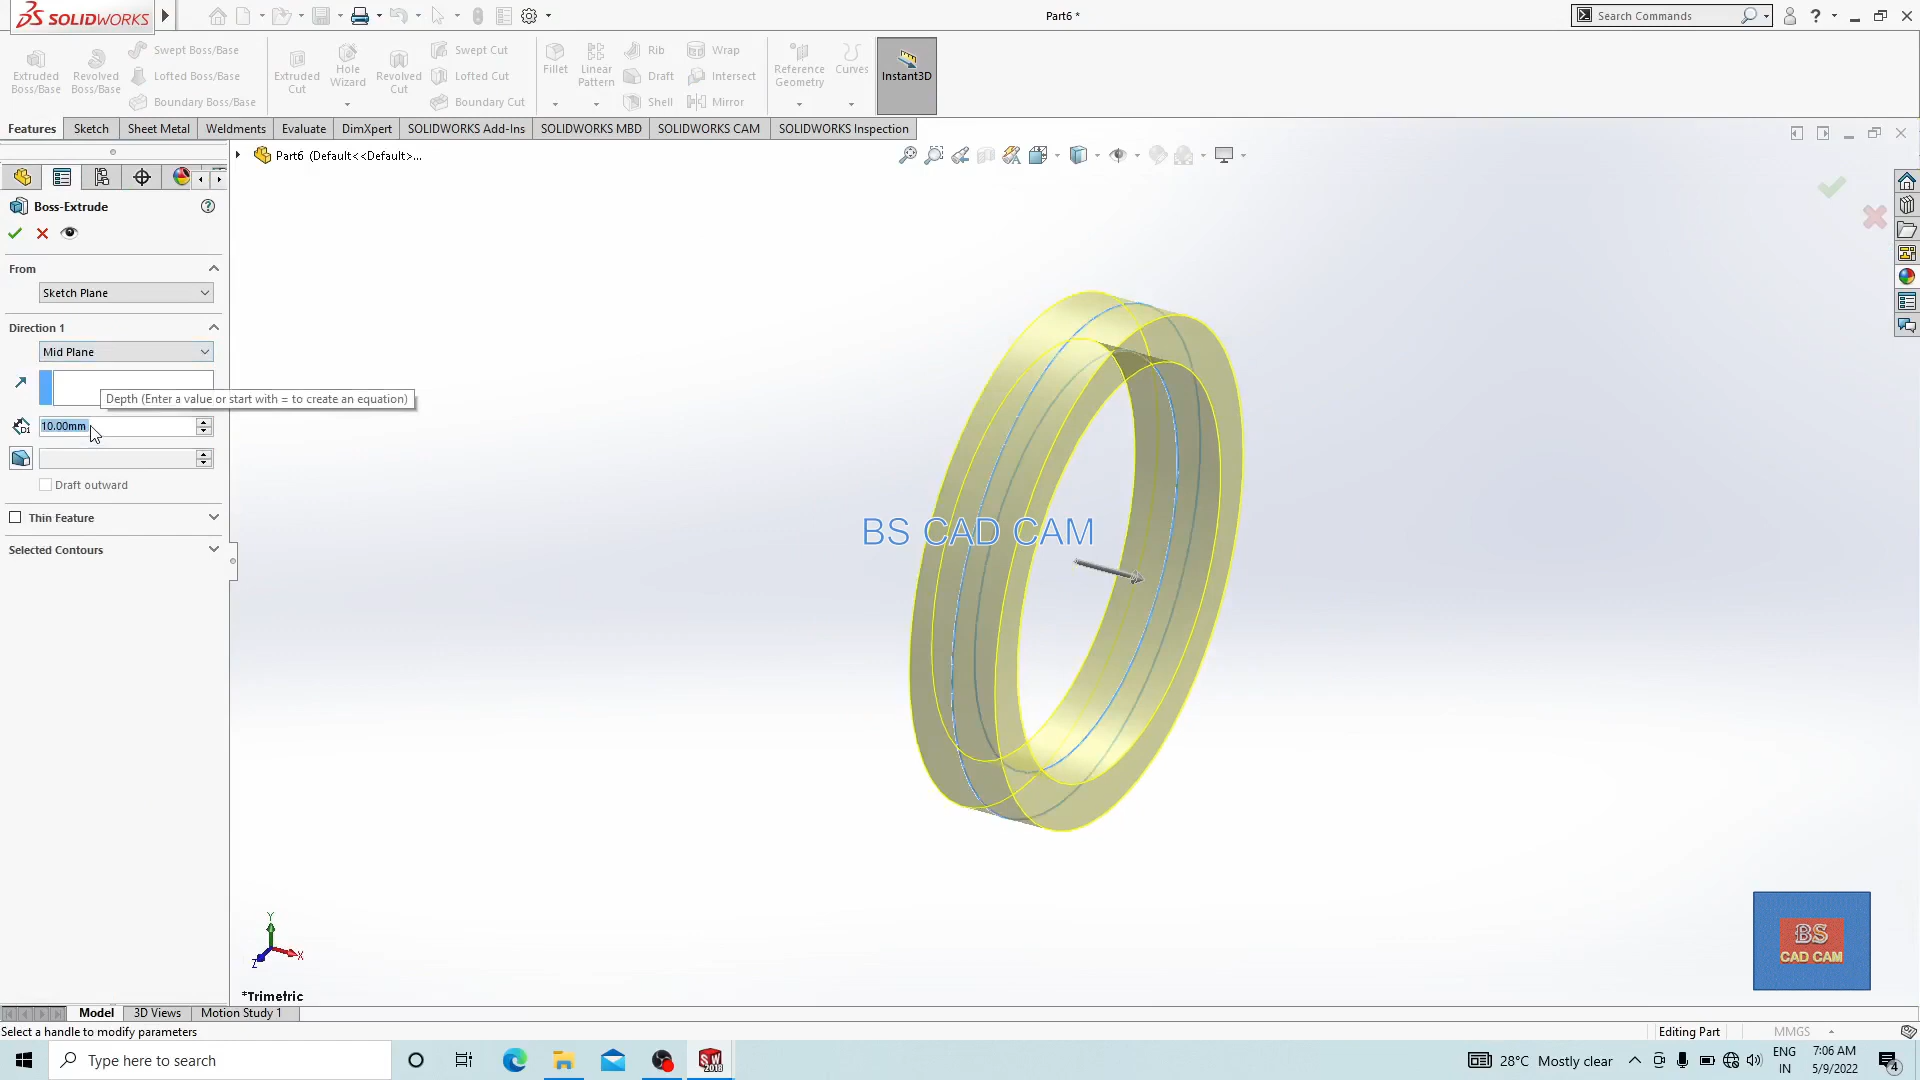 SOLIDWORKS
Part6 *
Search Commands
Extruded Boss/Base
Revolved Boss/Base
Swept Boss/Base
Lofted Boss/Base
Boundary Boss/Base
Extruded Cut
Hole Wizard
Revolved Cut
Swept Cut
Lofted Cut
Boundary Cut
Fillet
Linear Pattern
Rib
Draft
Shell
Wrap
Intersect
Mirror
Reference Geometry
Curves
Instant3D
Features
Sketch
Sheet Metal
Weldments
Evaluate
DimXpert
SOLIDWORKS Add-Ins
SOLIDWORKS MBD
SOLIDWORKS CAM
SOLIDWORKS Inspection
Part6 (Default<<Default>...
Boss-Extrude
From
Sketch Plane
Direction 1
Mid Plane
Depth (Enter a value or start with = to create an equation)
10.00mm
Draft outward
Thin Feature
Selected Contours
BS CAD CAM
BS
CAD CAM
Y
X
Z
*Trimetric
Model
3D Views
Motion Study 1
Select a handle to modify parameters
Editing Part
MMGS
Type here to search
SW
2018
28°C Mostly clear
ENG
IN
7:06 AM
5/9/2022
4